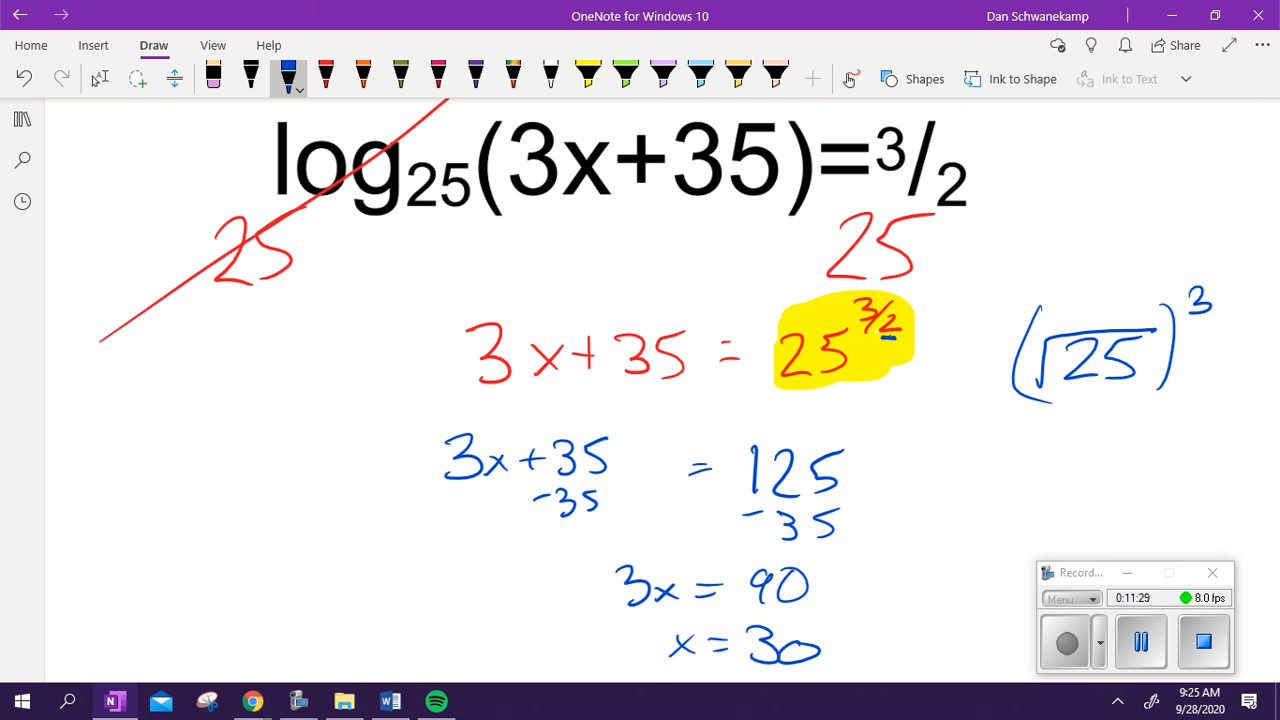 OneNote for Windows 10
Dan Schwanekamp
Home Insert Draw View Help
Share
Shapes Ink to Shape Ink to Text
log₂₅(3x+35)=³/₂
25 25
3x+35 = 25^(3/2)
(√25)³
3x+35 = 125
-35 -35
3x = 90
x = 30
Record...
Menu 0:11:29 8.0 fps
9:25 AM
9/28/2020